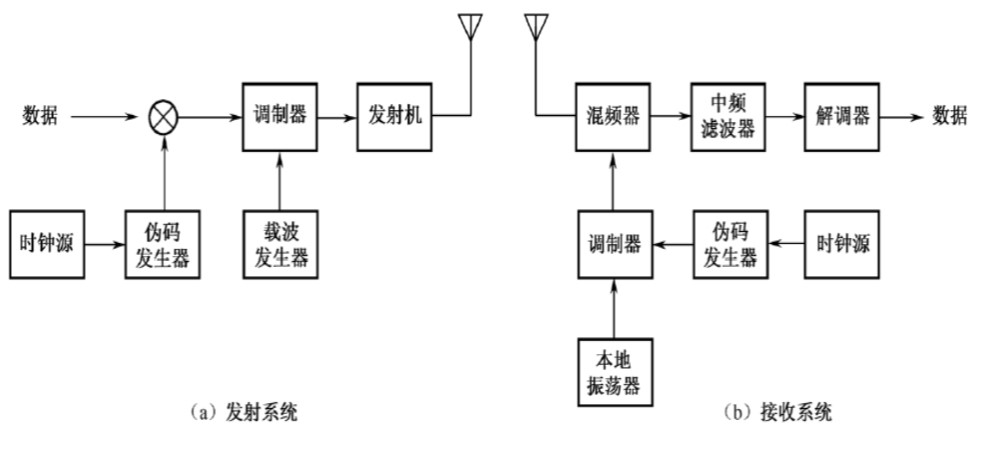 数据
调制器
发射机
时钟源
伪码
发生器
载波
发生器
(a) 发射系统
混频器
中频
滤波器
解调器
数据
调制器
伪码
发生器
时钟源
本地
振荡器
(b) 接收系统